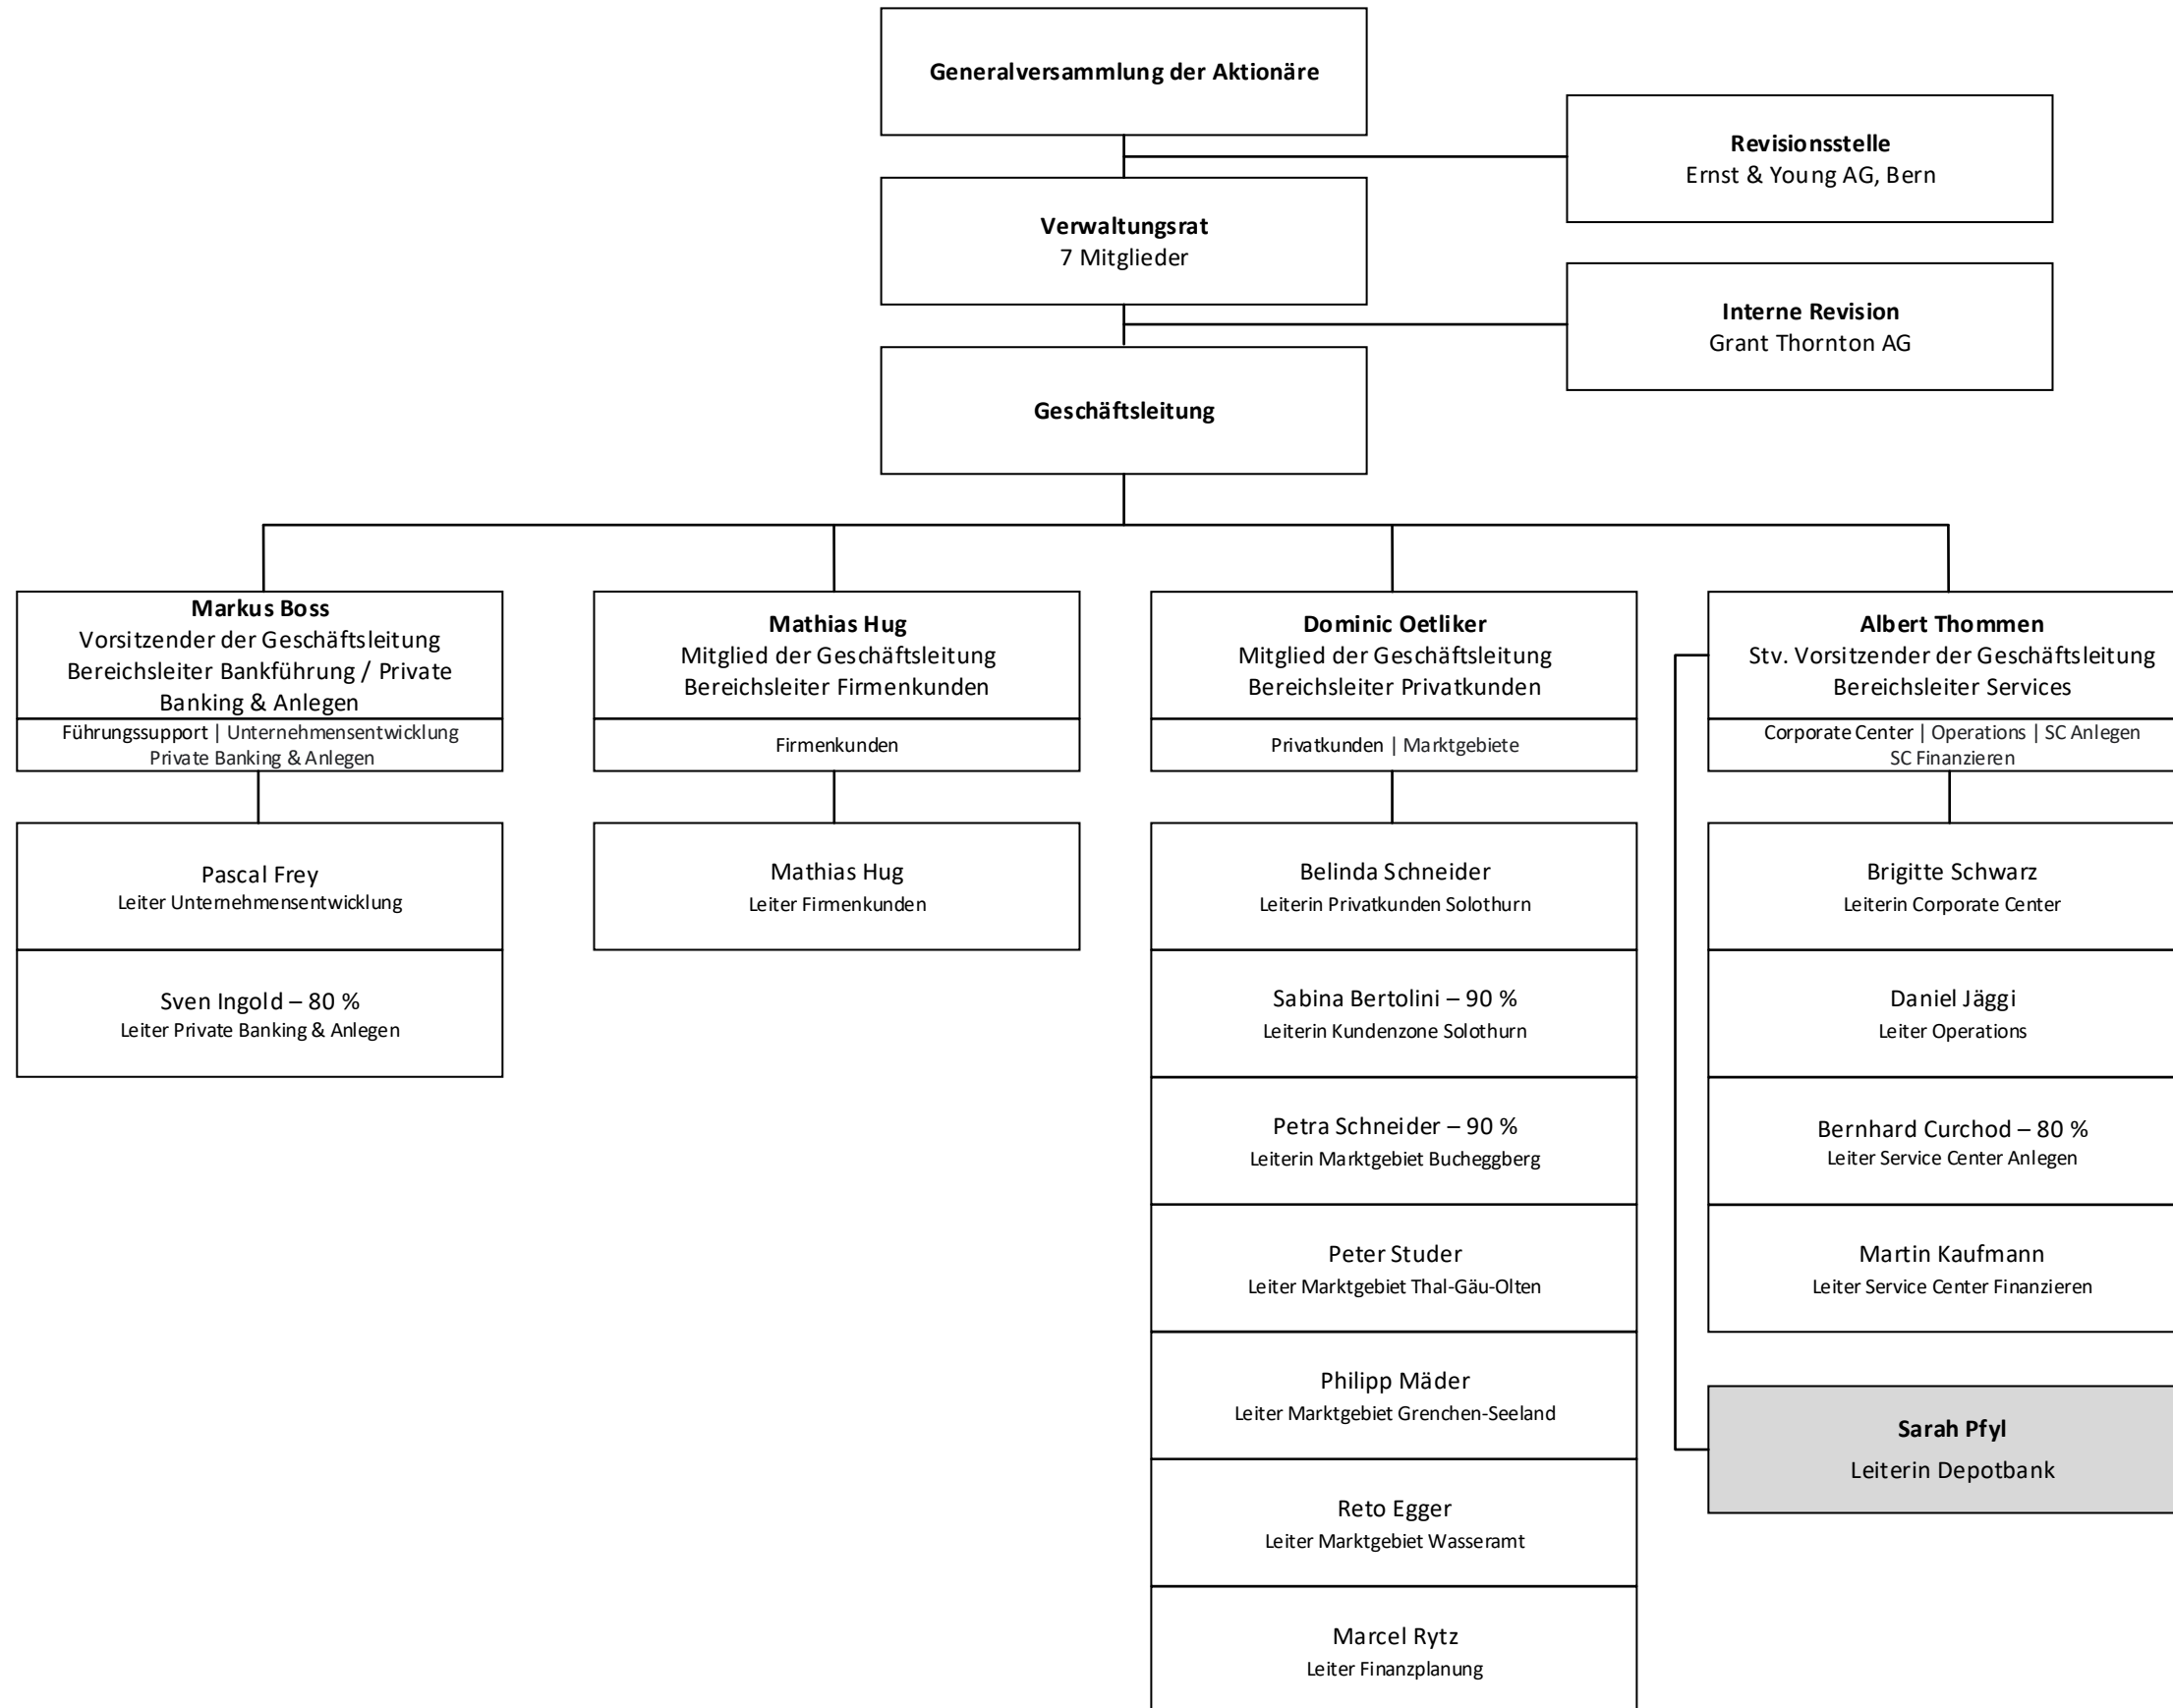 Generalversammlung der Aktionäre
Revisionsstelle
Ernst & Young AG, Bern
Verwaltungsrat
7 Mitglieder
Interne Revision
Grant Thornton AG
Geschäftsleitung
Markus Boss
Vorsitzender der Geschäftsleitung
Bereichsleiter Bankführung / Private
Banking & Anlegen
Führungssupport | Unternehmensentwicklung
Private Banking & Anlegen
Pascal Frey
Leiter Unternehmensentwicklung
Sven Ingold – 80 %
Leiter Private Banking & Anlegen
Mathias Hug
Mitglied der Geschäftsleitung
Bereichsleiter Firmenkunden
Firmenkunden
Mathias Hug
Leiter Firmenkunden
Dominic Oetliker
Mitglied der Geschäftsleitung
Bereichsleiter Privatkunden
Privatkunden | Marktgebiete
Belinda Schneider
Leiterin Privatkunden Solothurn
Sabina Bertolini – 90 %
Leiterin Kundenzone Solothurn
Petra Schneider – 90 %
Leiterin Marktgebiet Bucheggberg
Peter Studer
Leiter Marktgebiet Thal-Gäu-Olten
Philipp Mäder
Leiter Marktgebiet Grenchen-Seeland
Reto Egger
Leiter Marktgebiet Wasseramt
Marcel Rytz
Leiter Finanzplanung
Albert Thommen
Stv. Vorsitzender der Geschäftsleitung
Bereichsleiter Services
Corporate Center | Operations | SC Anlegen
SC Finanzieren
Brigitte Schwarz
Leiterin Corporate Center
Daniel Jäggi
Leiter Operations
Bernhard Curchod – 80 %
Leiter Service Center Anlegen
Martin Kaufmann
Leiter Service Center Finanzieren
Sarah Pfyl
Leiterin Depotbank